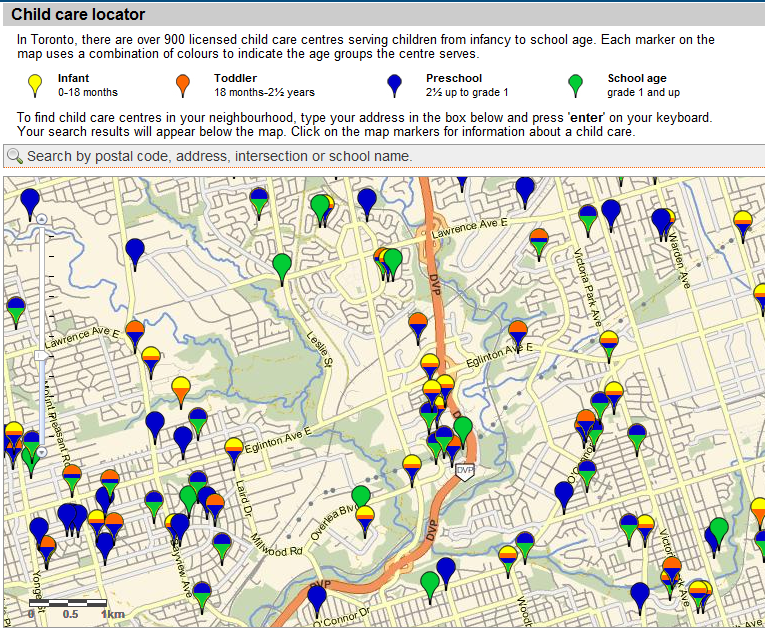 Child care locator
In Toronto, there are over 900 licensed child care centres serving children from infancy to school age. Each marker on the
map uses a combination of colours to indicate the age groups the centre serves.
Infant
0-18 months
Toddler
18 months-2½ years
Preschool
2½ up to grade 1
School age
grade 1 and up
To find child care centres in your neighbourhood, type your address in the box below and press 'enter' on your keyboard.
Your search results will appear below the map. Click on the map markers for information about a child care.
Search by postal code, address, intersection or school name.
Lawrence Ave E
Warden Ave
Victoria Park Ave
DVP
Lawrence Ave E
Leslie St
Eglinton Ave E
Mount Pleasant Rd
Eglinton Ave E
O'Connor
DVP
Laird Dr
Overlea Blvd
DVP
Millwood Rd
Bayview Ave
Victoria Park Ave
Yonge St
DVP
O'Connor Dr
Woodb
0 0.5 1km